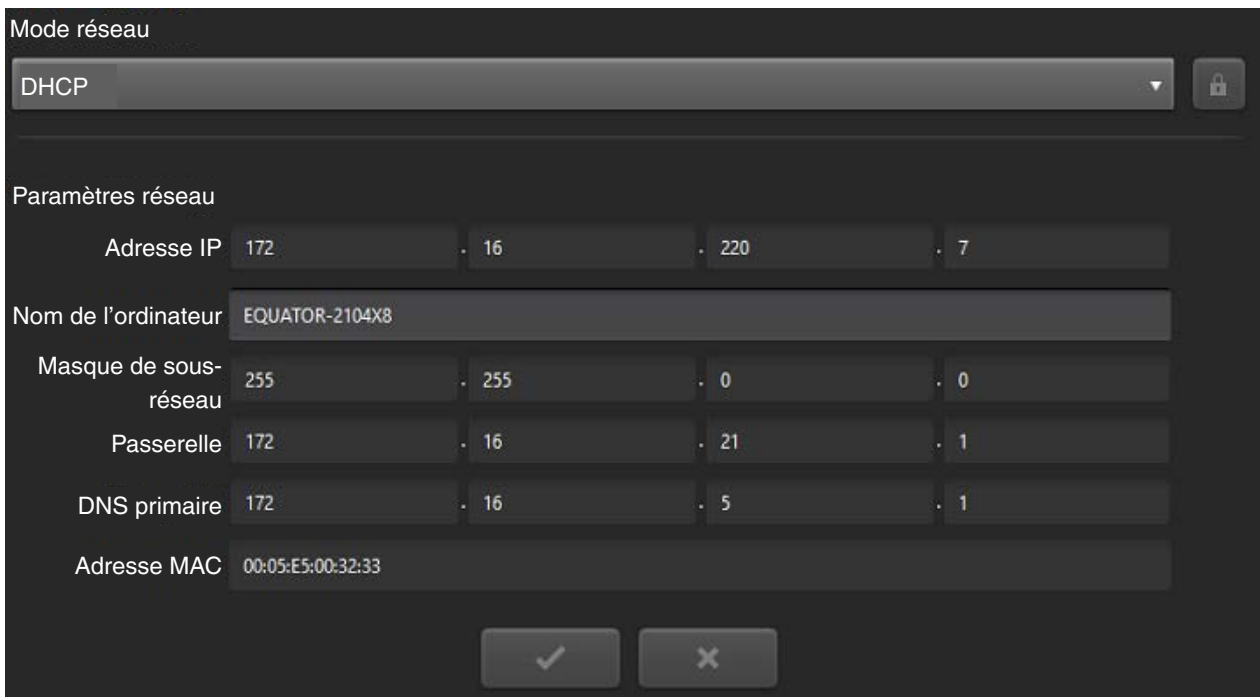 Mode réseau
DHCP
Paramètres réseau
Adresse IP 172 . 16 . 220 . 7
Nom de l'ordinateur EQUATOR-2104X8
Masque de sous-
réseau 255 . 255 . 0 . 0
Passerelle 172 . 16 . 21 . 1
DNS primaire 172 . 16 . 5 . 1
Adresse MAC 00:05:E5:00:32:33